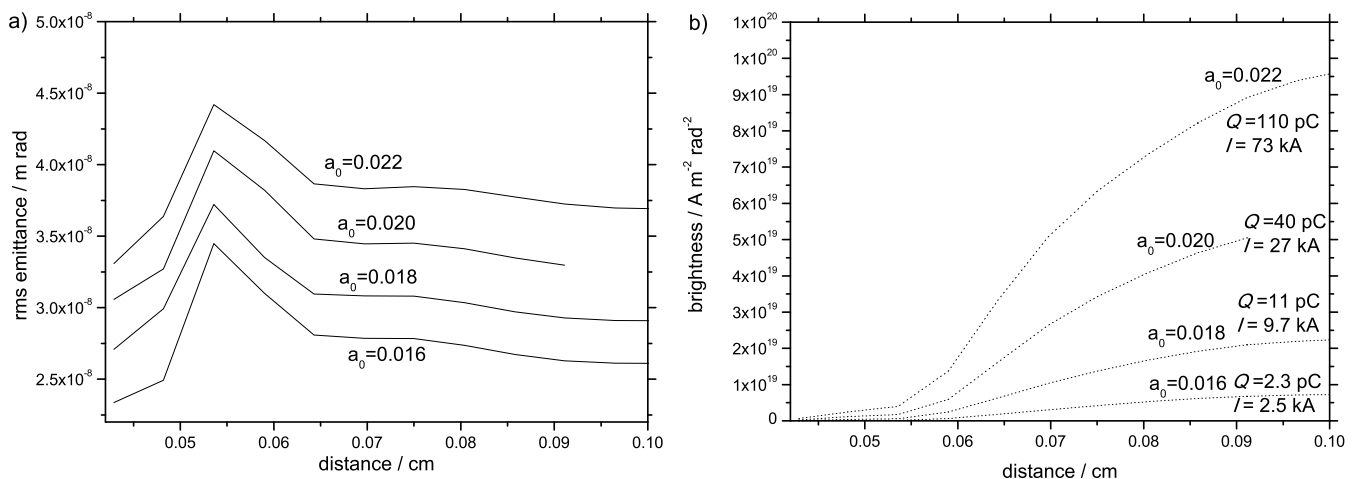 a)
rms emittance / m rad
5.0x10⁻⁸
4.5x10⁻⁸
4.0x10⁻⁸
3.5x10⁻⁸
3.0x10⁻⁸
2.5x10⁻⁸
a₀=0.022
a₀=0.020
a₀=0.018
a₀=0.016
0.05 0.06 0.07 0.08 0.09 0.10
distance / cm
b)
brightness / A m⁻² rad⁻²
1x10²⁰
1x10²⁰
9x10¹⁹
8x10¹⁹
7x10¹⁹
6x10¹⁹
5x10¹⁹
4x10¹⁹
3x10¹⁹
2x10¹⁹
1x10¹⁹
0
a₀=0.022
Q=110 pC
I= 73 kA
a₀=0.020
Q=40 pC
I= 27 kA
a₀=0.018
Q=11 pC
I= 9.7 kA
a₀=0.016
Q=2.3 pC
I= 2.5 kA
0.05 0.06 0.07 0.08 0.09 0.10
distance / cm